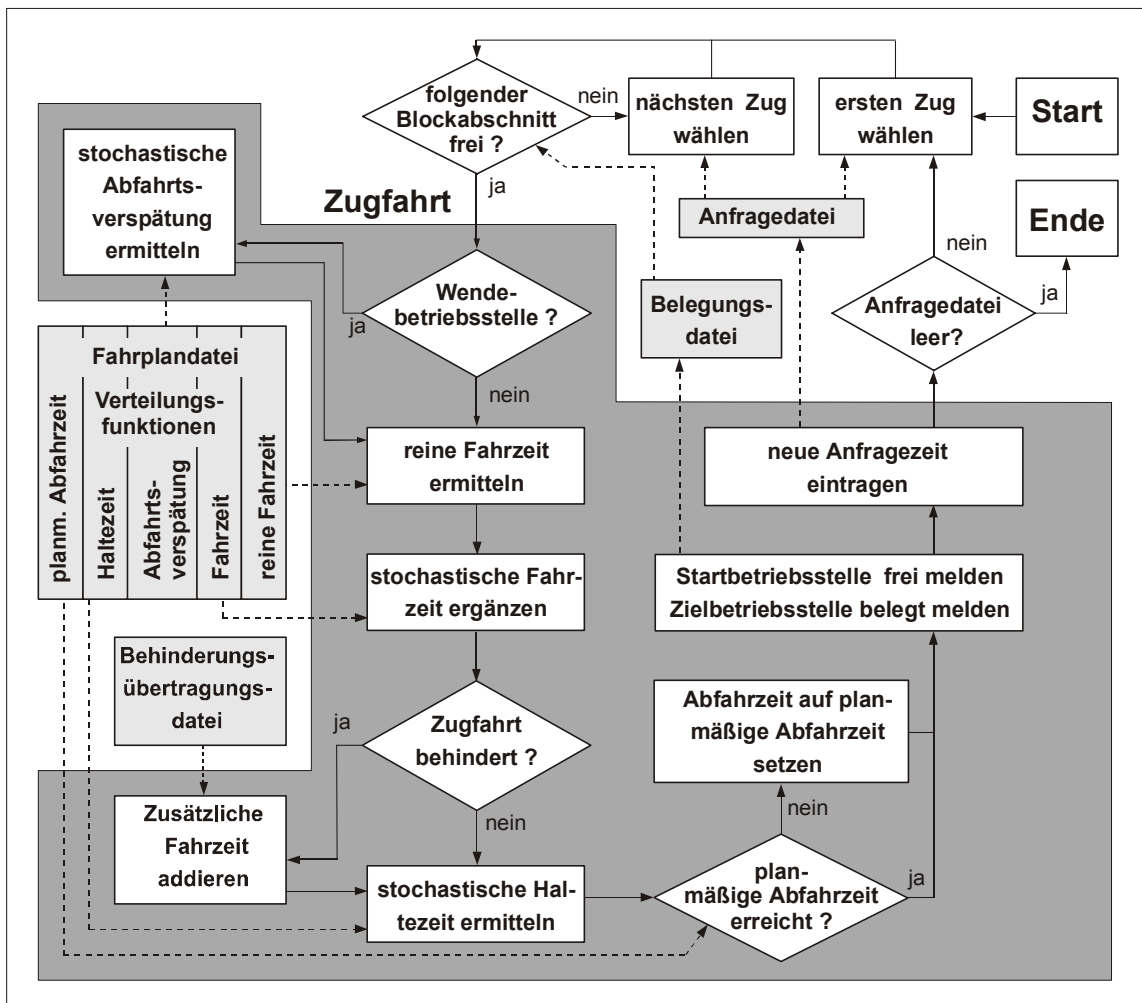 folgender
Blockabschnitt
frei ?
nein
ja
nächsten Zug
wählen
ersten Zug
wählen
Start
stochastische
Abfahrts-
verspätung
ermitteln
Zugfahrt
Anfragedatei
Ende
nein
ja
Wende-
betriebsstelle ?
ja
nein
Belegungs-
datei
Anfragedatei
leer?
Fahrplandatei
Verteilungs-
funktionen
planm. Abfahrzeit
Haltezeit
Abfahrts-
verspätung
Fahrzeit
reine Fahrzeit
reine Fahrzeit
ermitteln
neue Anfragezeit
eintragen
stochastische Fahr-
zeit ergänzen
Startbetriebsstelle frei melden
Zielbetriebsstelle belegt melden
Behinderungs-
übertragungs-
datei
Zugfahrt
behindert ?
ja
nein
Abfahrzeit auf plan-
mäßige Abfahrzeit
setzen
Zusätzliche
Fahrzeit
addieren
stochastische Hal-
tezeit ermitteln
nein
plan-
mäßige Abfahrzeit
erreicht ?
ja